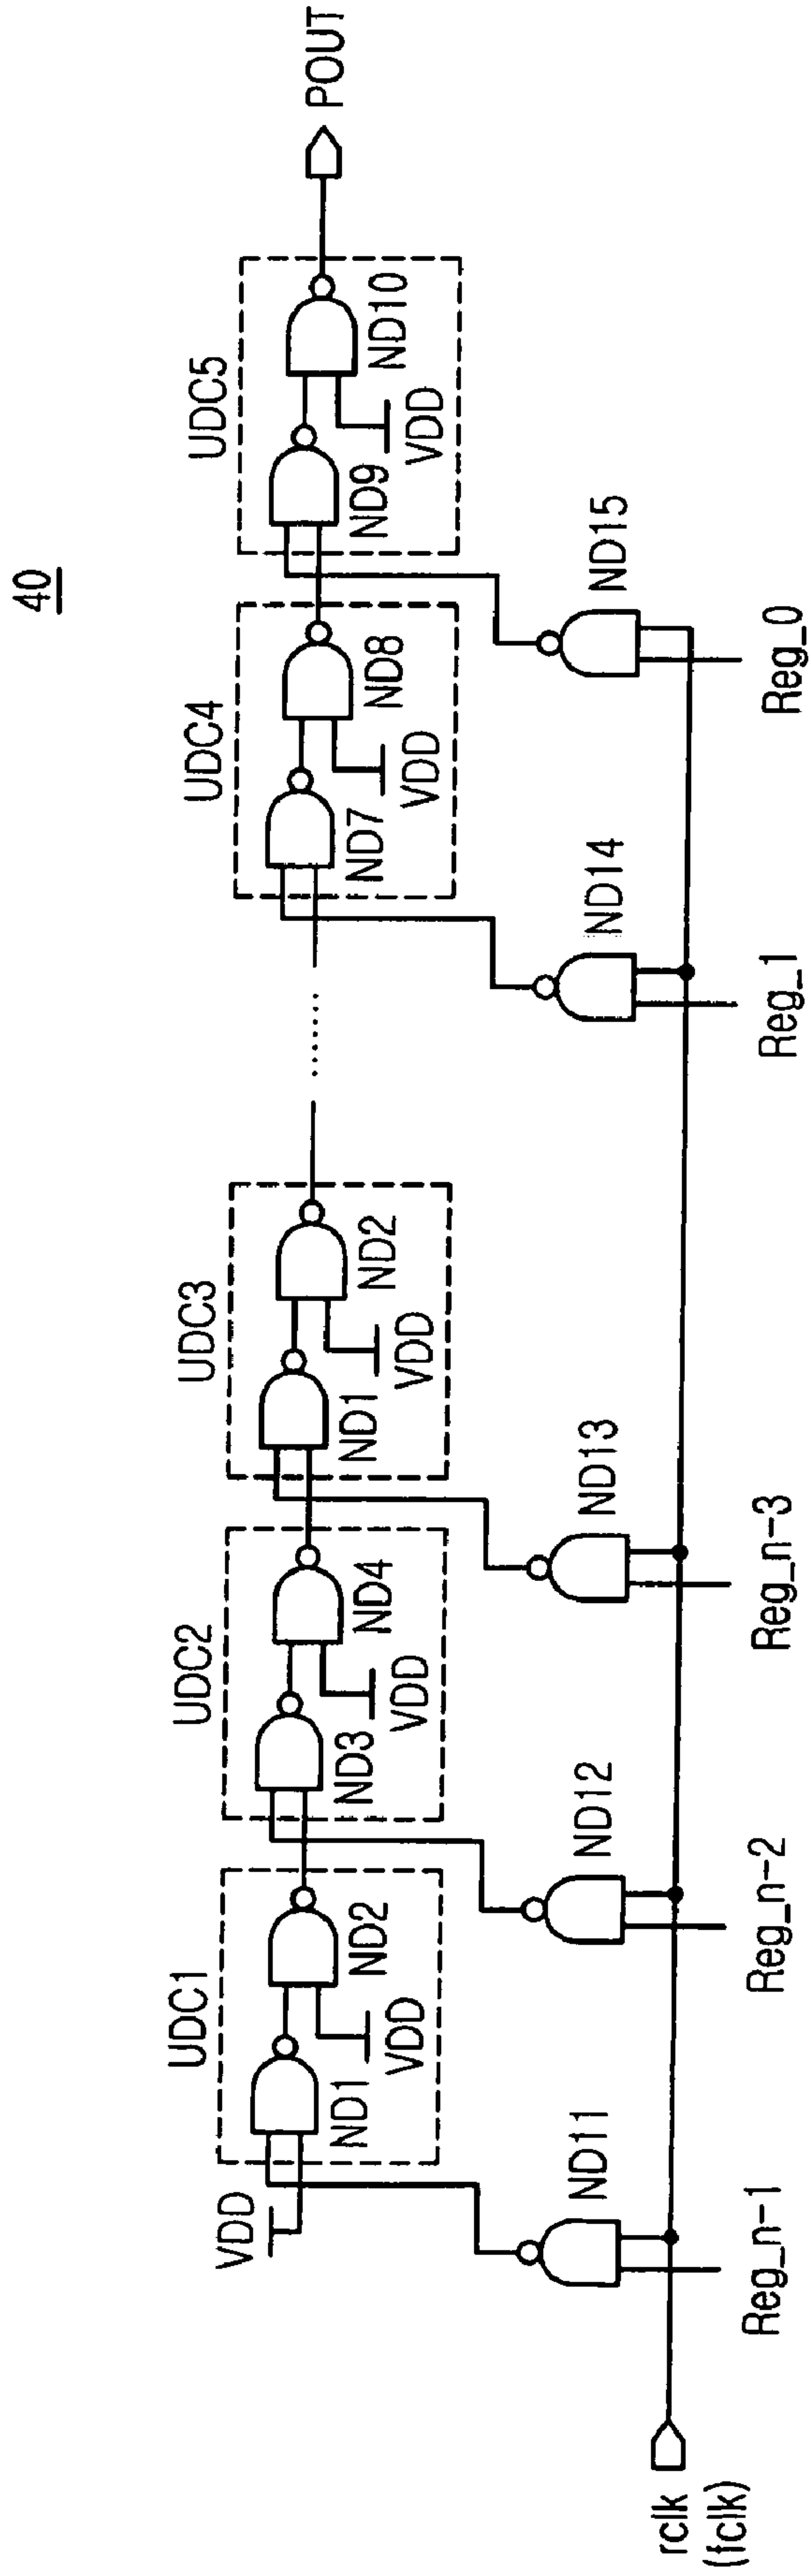 40
UDC1
UDC2
UDC3
UDC4
UDC5
VDD
ND1
ND2
VDD
ND3
ND4
VDD
ND1
ND2
VDD
ND7
ND8
VDD
ND9
ND10
VDD
POUT
ND11
ND12
ND13
ND14
ND15
rclk
(fclk)
Reg_n-1
Reg_n-2
Reg_n-3
Reg_1
Reg_0